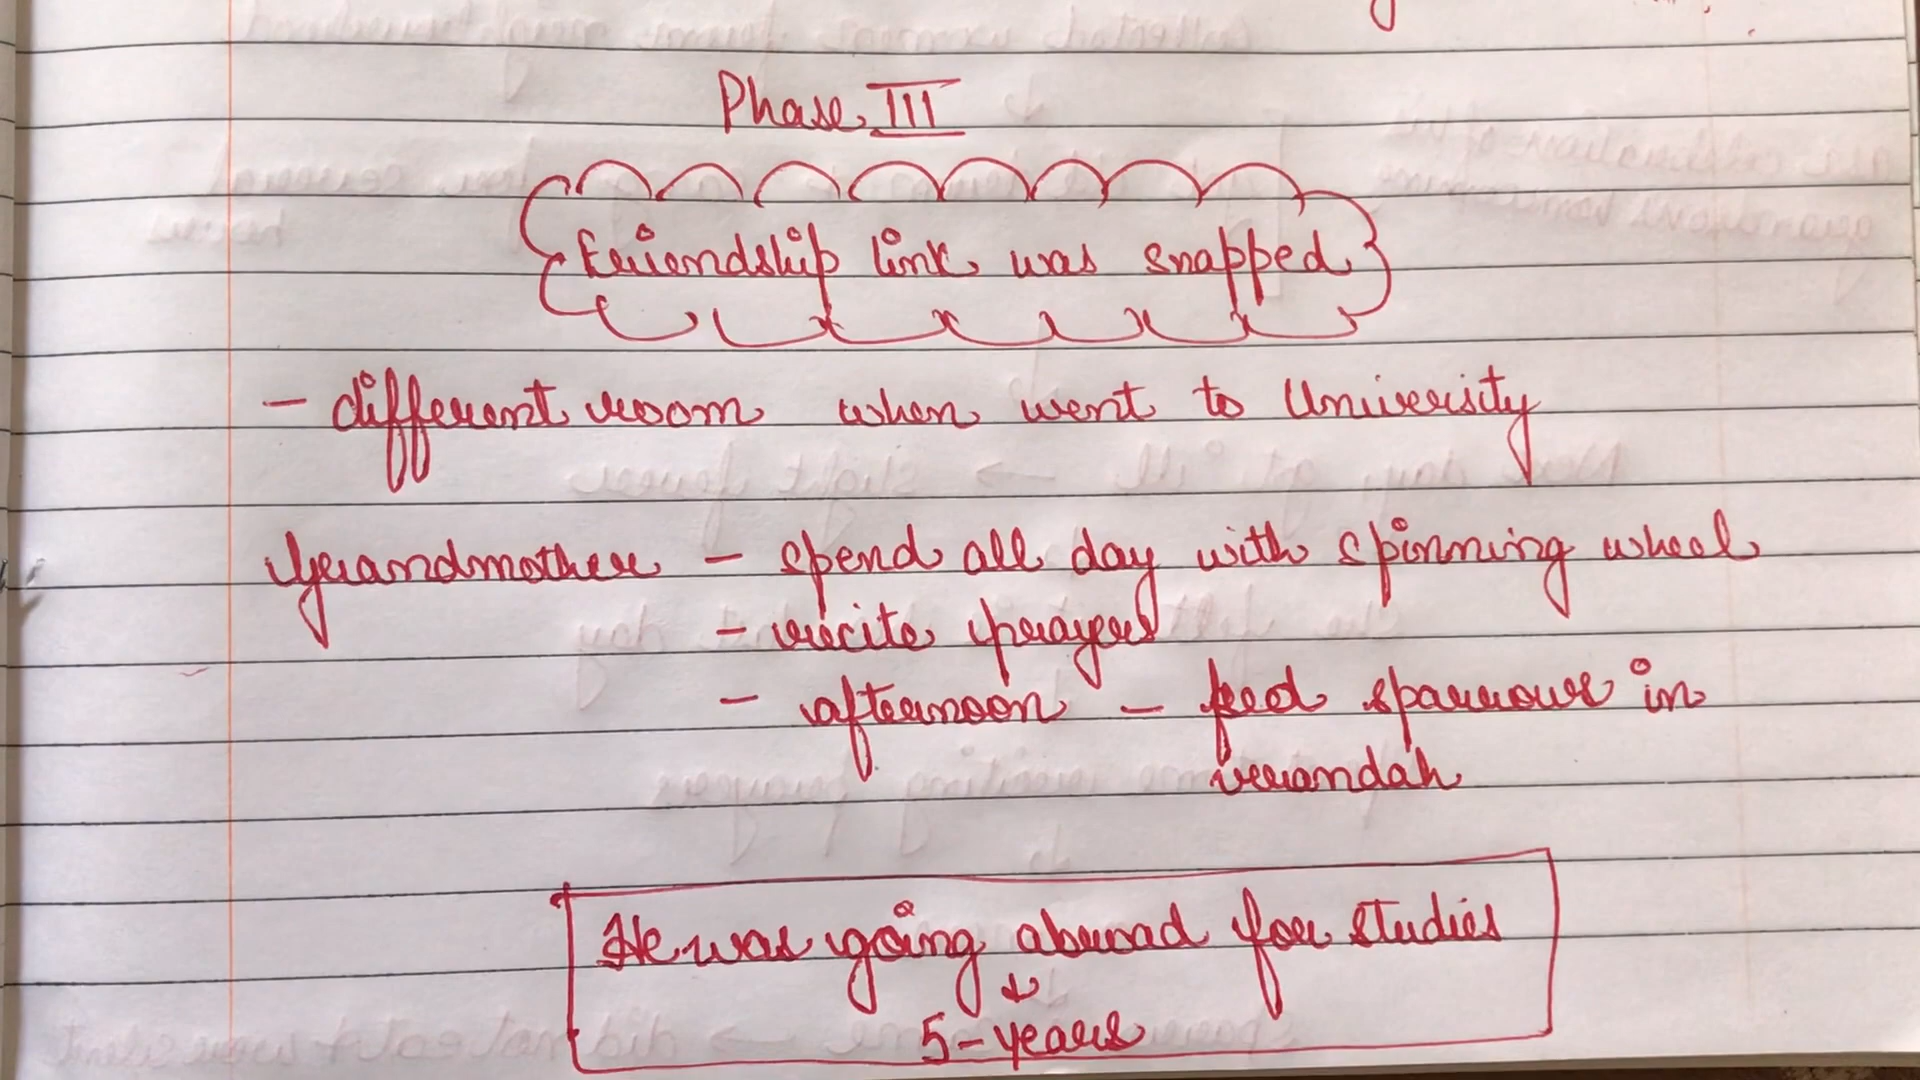 Phase III
Friendship link was snapped
- different room when went to University
Grandmother - spend all day with spinning wheel
- recite prayers
- afternoon - feed sparrows in
verandah
He was going abroad for studies
↓
5-years